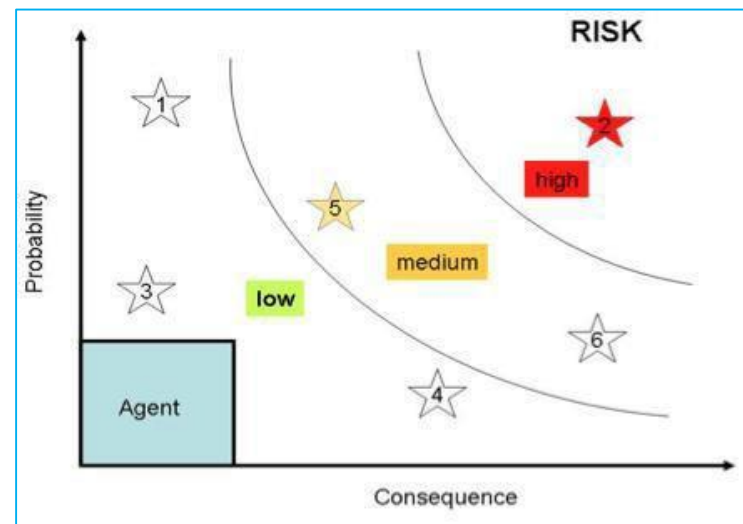 RISK
1
2
high
5
medium
3
low
6
4
Agent
Probability
Consequence